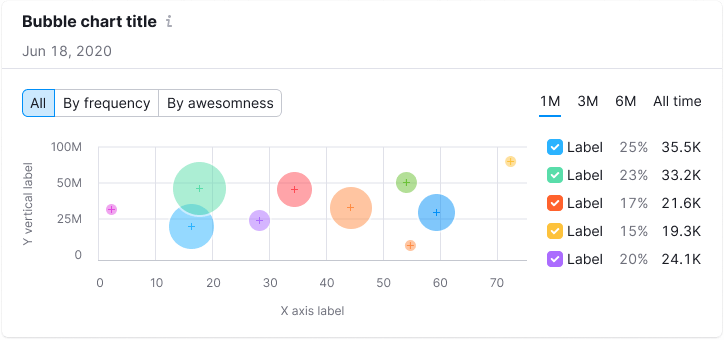 Bubble chart title i
Jun 18, 2020
All By frequency By awesomness
1M 3M 6M All time
Y vertical label
100M
50M
25M
0
0 10 20 30 40 50 60 70
X axis label
Label 25% 35.5K
Label 23% 33.2K
Label 17% 21.6K
Label 15% 19.3K
Label 20% 24.1K